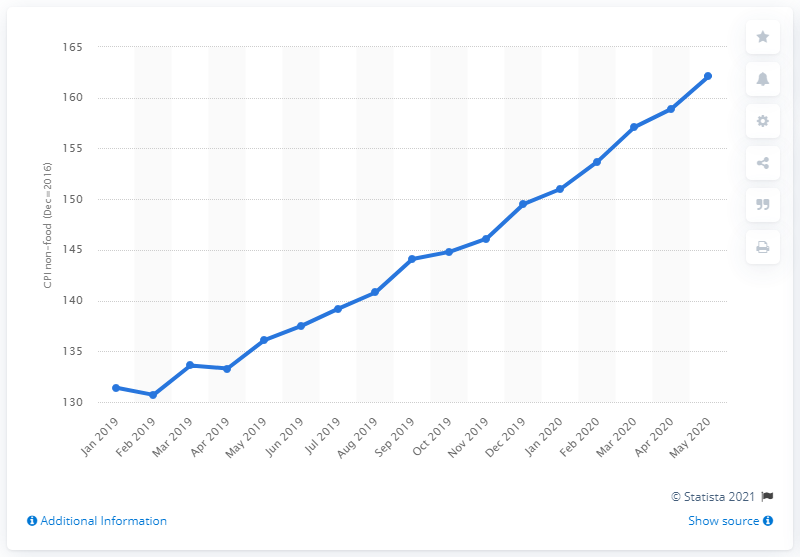 165
160
155
150
145
140
135
130
CPI non-food (Dec=2016)
Jan 2019
Feb 2019
Mar 2019
Apr 2019
May 2019
Jun 2019
Jul 2019
Aug 2019
Sep 2019
Oct 2019
Nov 2019
Dec 2019
Jan 2020
Feb 2020
Mar 2020
Apr 2020
May 2020
© Statista 2021
Additional Information
Show source